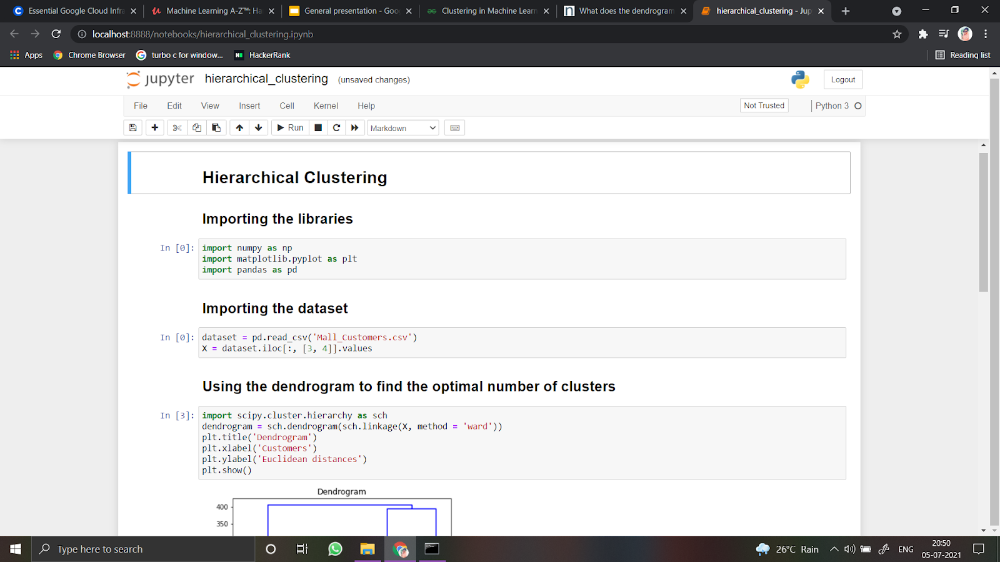 Essential Google Cloud Infra
Machine Learning A-Z™: Ha
General presentation - Goo
Clustering in Machine Learn
What does the dendrogram
hierarchical_clustering - Jup
localhost:8888/notebooks/hierarchical_clustering.ipynb
Apps
Chrome Browser
turbo c for window...
HackerRank
Reading list
jupyter
hierarchical_clustering
(unsaved changes)
Logout
File
Edit
View
Insert
Cell
Kernel
Help
Not Trusted
Python 3
Run
Markdown
Hierarchical Clustering
Importing the libraries
In [0]:
import numpy as np
import matplotlib.pyplot as plt
import pandas as pd
Importing the dataset
In [0]:
dataset = pd.read_csv('Mall_Customers.csv')
X = dataset.iloc[:, [3, 4]].values
Using the dendrogram to find the optimal number of clusters
In [3]:
import scipy.cluster.hierarchy as sch
dendrogram = sch.dendrogram(sch.linkage(X, method = 'ward'))
plt.title('Dendrogram')
plt.xlabel('Customers')
plt.ylabel('Euclidean distances')
plt.show()
Dendrogram
400
350
Type here to search
26°C Rain
ENG
20:50
05-07-2021